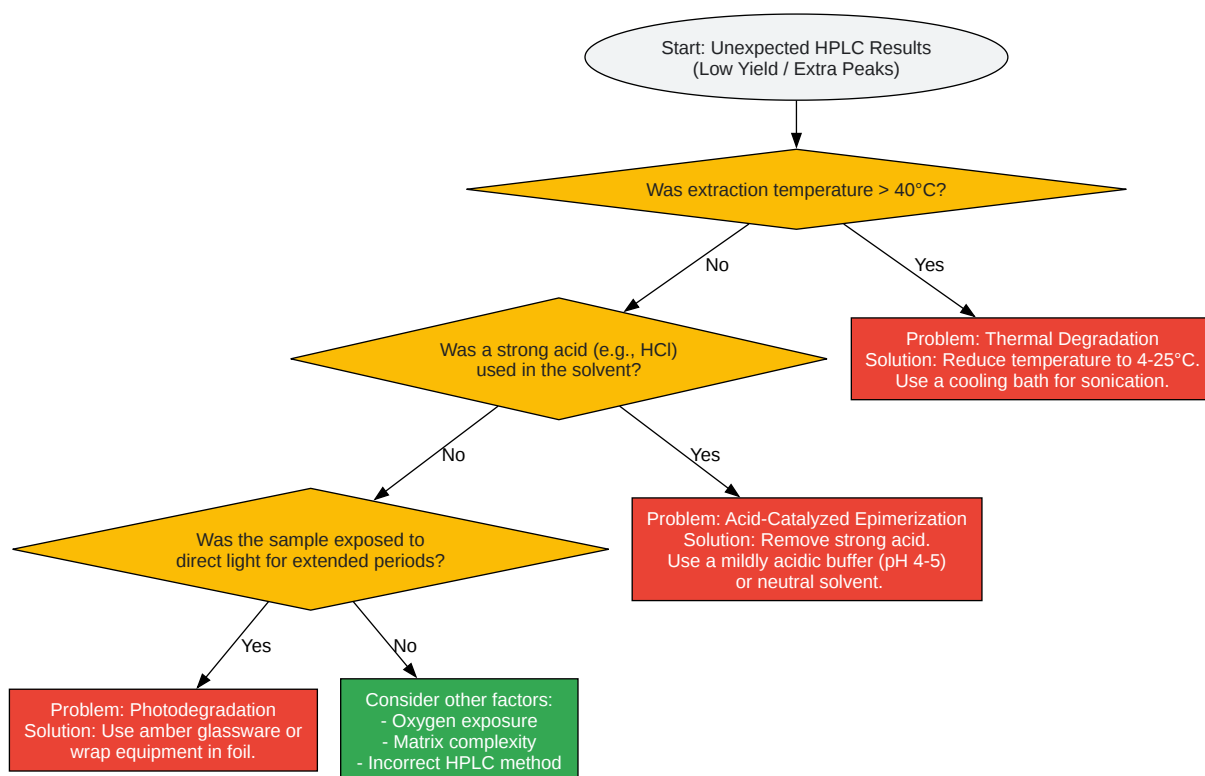 Start: Unexpected HPLC Results
(Low Yield / Extra Peaks)
Was extraction temperature > 40°C?
No
Yes
Was a strong acid (e.g., HCl)
used in the solvent?
Problem: Thermal Degradation
Solution: Reduce temperature to 4-25°C.
Use a cooling bath for sonication.
No
Yes
Was the sample exposed to
direct light for extended periods?
Problem: Acid-Catalyzed Epimerization
Solution: Remove strong acid.
Use a mildly acidic buffer (pH 4-5)
or neutral solvent.
Yes
No
Problem: Photodegradation
Solution: Use amber glassware or
wrap equipment in foil.
Consider other factors:
- Oxygen exposure
- Matrix complexity
- Incorrect HPLC method